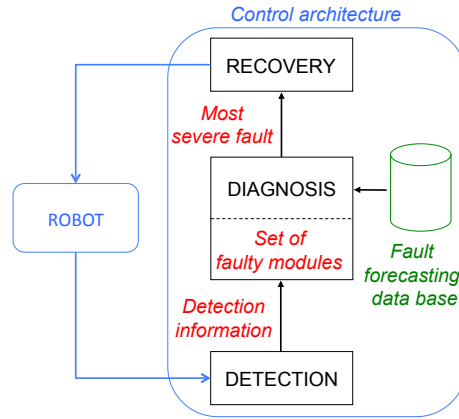 Control architecture
RECOVERY
Most
severe fault
DIAGNOSIS
ROBOT
Set of
faulty modules
Fault
forecasting
data base
Detection
information
DETECTION